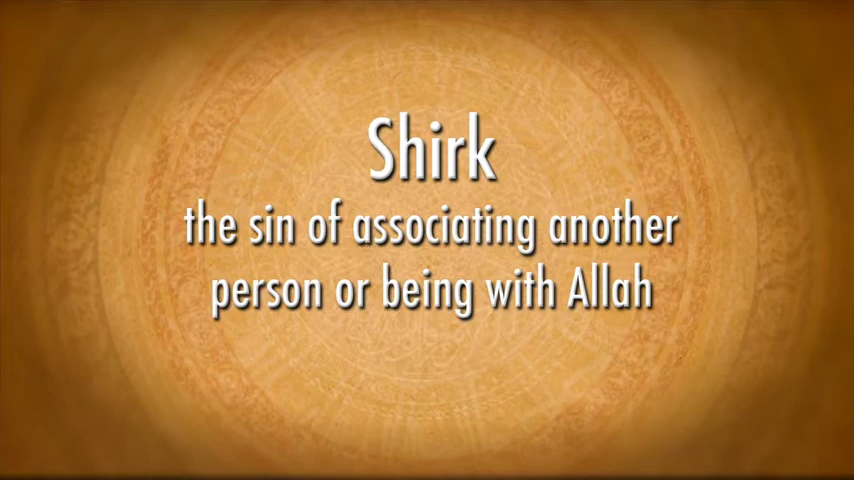 Shirk
the sin of associating another
person or being with Allah